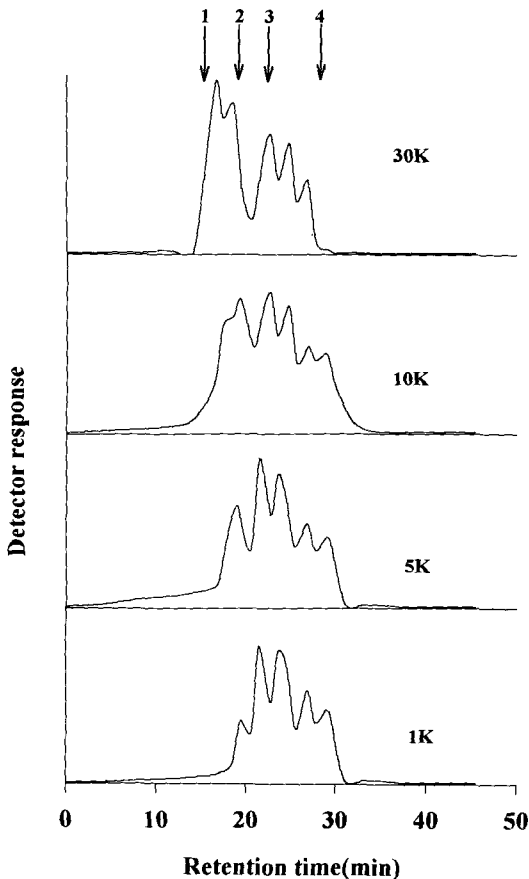 1 2 3 4
30K
10K
5K
1K
Detector response
0 10 20 30 40 50
Retention time(min)